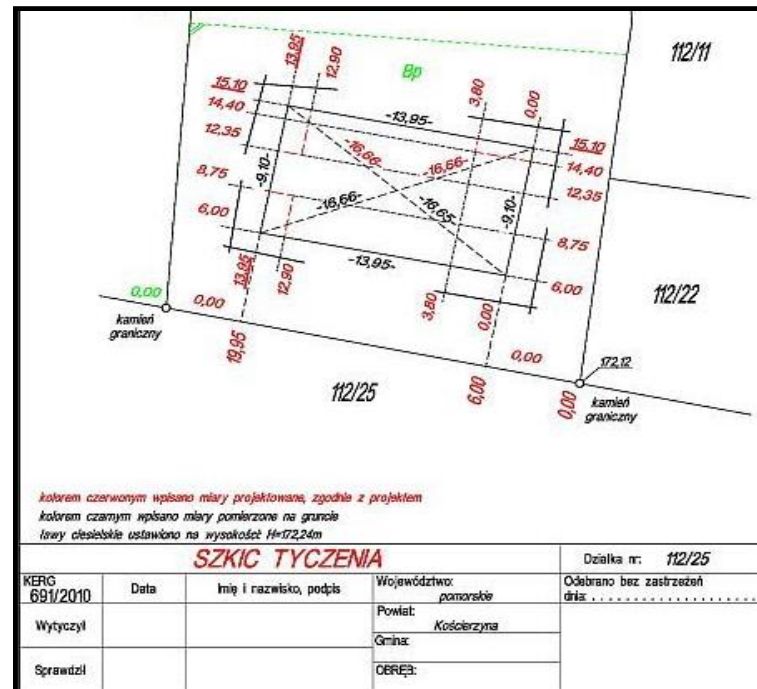 112/11
Bp
13,95
12,90
3,80
0,00
15,10
14,40
12,35
8,75
6,00
-13,95-
-16,66-
-16,66-
-9,10-
-16,66-
-16,65-
-9,10-
-13,95-
15,10
14,40
12,35
8,75
6,00
112/22
13,95
12,90
3,80
0,00
0,00
0,00
kamień
graniczny
19,95
6,00
0,00
0,00
172,12
kamień
graniczny
112/25
kolorem czerwonym wpisano miary projektowane, zgodnie z projektem
kolorem czarnym wpisano miary pomierzone na gruncie
ławy ciesielskie ustawiono na wysokości H=172,24m
SZKIC TYCZENIA
Działka nr: 112/25
KERG
691/2010
Data
Imię i nazwisko, podpis
Województwo:
pomorskie
Odebrano bez zastrzeżeń
dnia: . . . . . . . . . . . . . . . . . . .
Wytyczył
Powiat:
Kościerzyna
Gmina:
Sprawdził
OBRĘB: